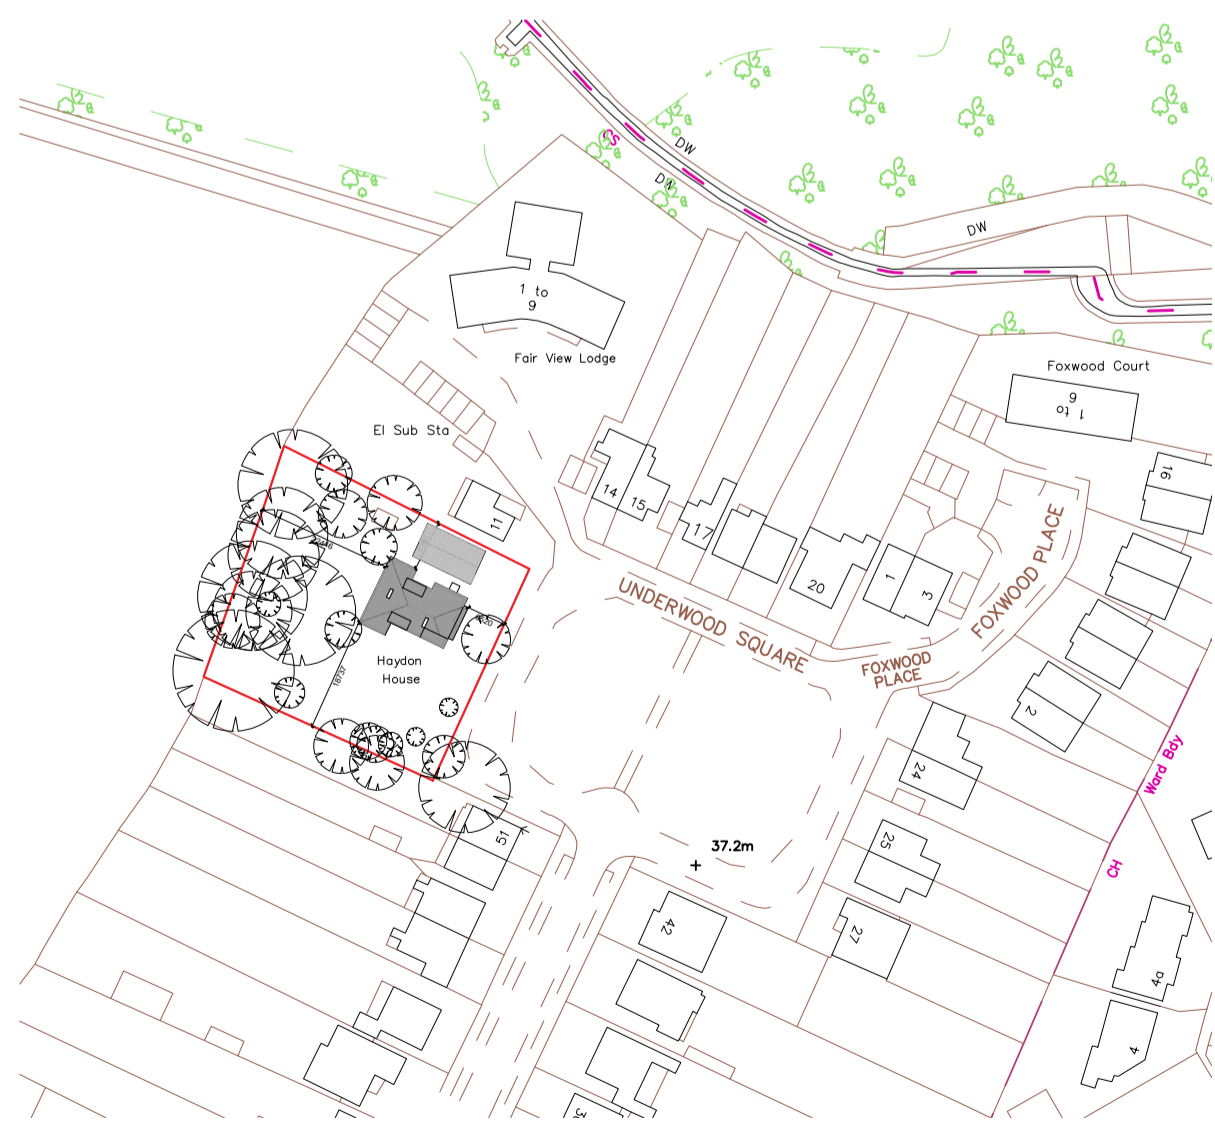 CS
DW
DW
DW
1 to
9
Fair View Lodge
Foxwood Court
1 to
6
El Sub Sta
16
14
15
11
17
FOXWOOD PLACE
UNDERWOOD SQUARE
20
1
3
Haydon
House
FOXWOOD
PLACE
18757
2
Ward Bdy
24
51
37.2m
25
CH
42
27
4a
4